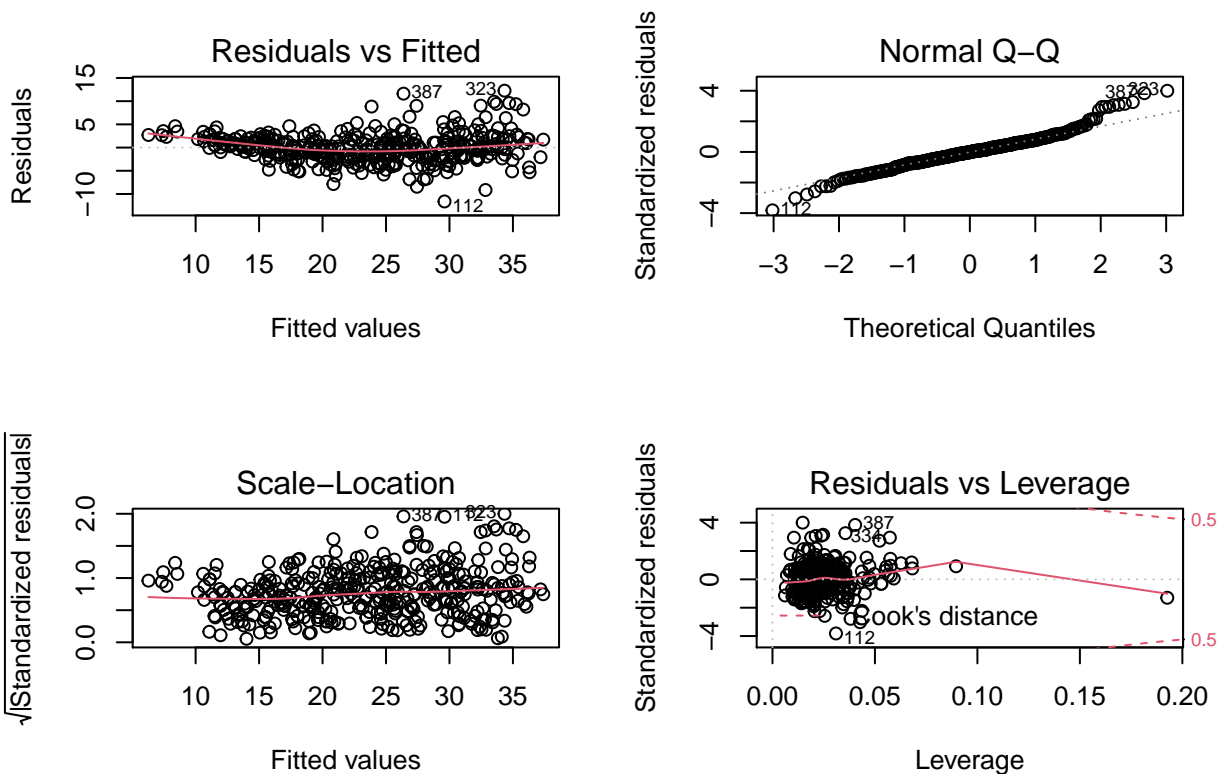 Residuals vs Fitted
Residuals
15
5
−10
387
323
112
10 15 20 25 30 35
Fitted values
Normal Q−Q
Standardized residuals
4
0
−4
387
323
112
−3 −2 −1 0 1 2 3
Theoretical Quantiles
Scale−Location
√|Standardized residuals|
2.0
1.0
0.0
387
112
323
10 15 20 25 30 35
Fitted values
Residuals vs Leverage
Standardized residuals
4
0
−4
387
334
112
Cook's distance
0.5
0.5
0.00 0.05 0.10 0.15 0.20
Leverage